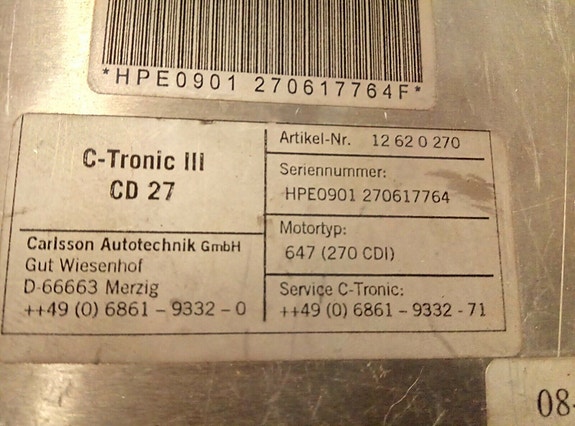 *HPE0901 270617764F*
C-Tronic III
CD 27
Carlsson Autotechnik GmbH
Gut Wiesenhof
D-66663 Merzig
++49 (0) 6861 – 9332 – 0
Artikel-Nr. 12 62 0 270
Seriennummer:
HPE0901 270617764
Motortyp:
647 (270 CDI)
Service C-Tronic:
++49 (0) 6861 – 9332 - 71
08-